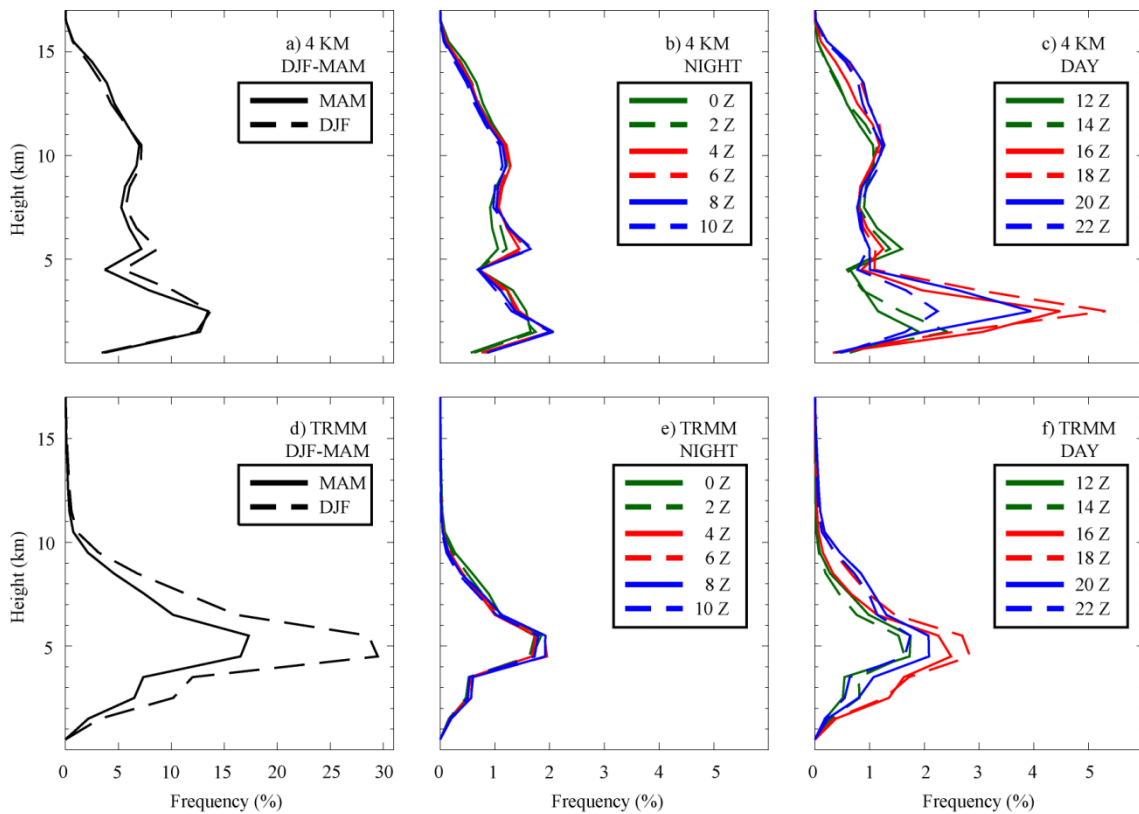 a) 4 KM
DJF-MAM
MAM
DJF
15
10
5
Height (km)
b) 4 KM
NIGHT
0 Z
2 Z
4 Z
6 Z
8 Z
10 Z
c) 4 KM
DAY
12 Z
14 Z
16 Z
18 Z
20 Z
22 Z
d) TRMM
DJF-MAM
MAM
DJF
15
10
5
Height (km)
0 5 10 15 20 25 30
Frequency (%)
e) TRMM
NIGHT
0 Z
2 Z
4 Z
6 Z
8 Z
10 Z
0 1 2 3 4 5
Frequency (%)
f) TRMM
DAY
12 Z
14 Z
16 Z
18 Z
20 Z
22 Z
0 1 2 3 4 5
Frequency (%)